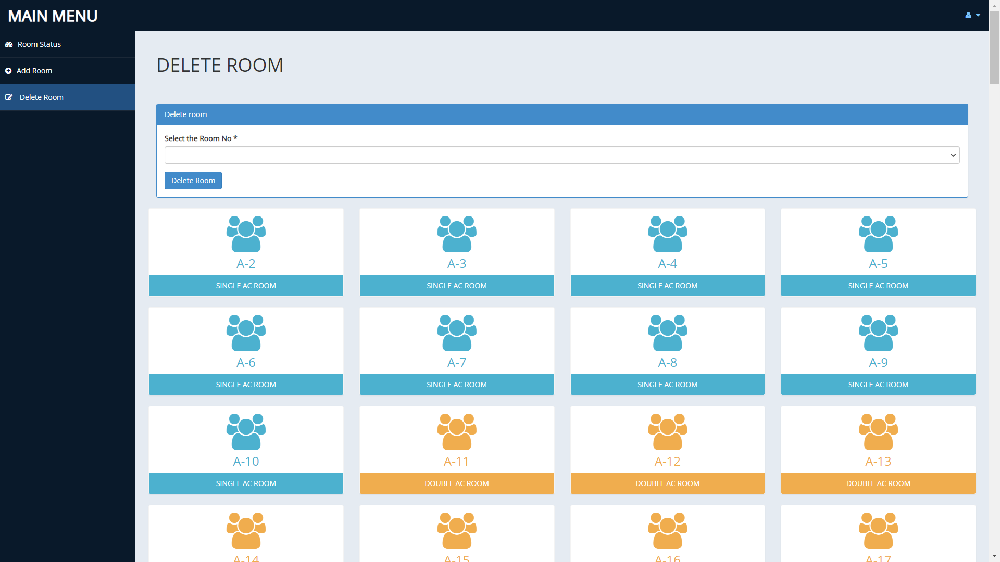 MAIN MENU
Room Status
Add Room
Delete Room
DELETE ROOM
Delete room
Select the Room No *
Delete Room
A-2
SINGLE AC ROOM
A-3
SINGLE AC ROOM
A-4
SINGLE AC ROOM
A-5
SINGLE AC ROOM
A-6
SINGLE AC ROOM
A-7
SINGLE AC ROOM
A-8
SINGLE AC ROOM
A-9
SINGLE AC ROOM
A-10
SINGLE AC ROOM
A-11
DOUBLE AC ROOM
A-12
DOUBLE AC ROOM
A-13
DOUBLE AC ROOM
A-14
A-15
A-16
A-17